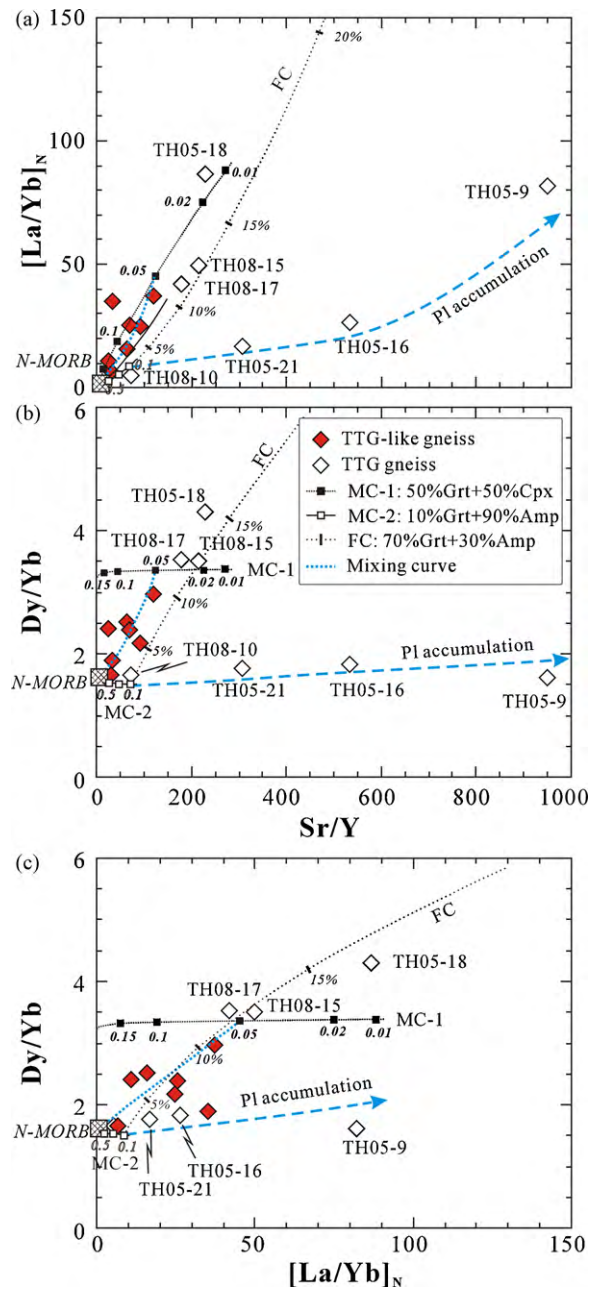 (a)
150
100
50
0
[La/Yb]N
N-MORB
FC
20%
15%
10%
5%
TH05-18
0.01
0.02
0.05
0.1
0.1
0.5
TH08-15
TH08-17
TH08-10
TH05-21
TH05-16
TH05-9
Pl accumulation
(b)
6
4
2
0
Dy/Yb
N-MORB
FC
TTG-like gneiss
TTG gneiss
MC-1: 50%Grt+50%Cpx
MC-2: 10%Grt+90%Amp
FC: 70%Grt+30%Amp
Mixing curve
TH05-18
15%
TH08-17
TH08-15
0.05
0.15 0.1
0.02 0.01
MC-1
10%
5%
TH08-10
Pl accumulation
0.5 0.1
MC-2
TH05-21
TH05-16
TH05-9
0 200 400 600 800 1000
Sr/Y
(c)
6
4
2
0
Dy/Yb
N-MORB
FC
15%
TH05-18
TH08-17
TH08-15
MC-1
0.15 0.1 0.05 0.02 0.01
10%
5%
Pl accumulation
0.5 0.1
MC-2
TH05-9
TH05-16
TH05-21
0 50 100 150
[La/Yb]N